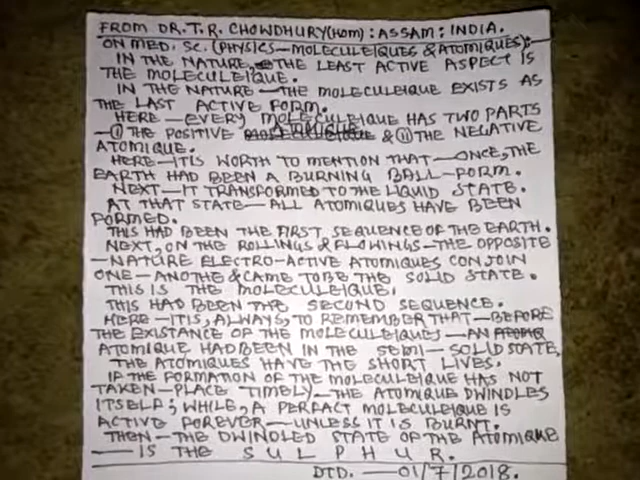 FROM DR.T.R. CHOWDHURY(HOM): ASSAM: INDIA.
ON MED. SC. (PHYSICS—MOLECULEIQUES & ATOMIQUES):—
IN THE NATURE, THE LEAST ACTIVE ASPECT IS
THE MOLECULEIQUE.
IN THE NATURE—THE MOLECULEIQUE EXISTS AS
THE LAST ACTIVE FORM.
HERE—EVERY MOLECULEIQUE HAS TWO PARTS
—(i) THE POSITIVE ATOMIQUE & (ii) THE NEGATIVE
ATOMIQUE.
HERE—ITIS WORTH TO MENTION THAT—ONCE, THE
EARTH HAD BEEN A BURNING BALL—FORM.
NEXT—IT TRANSFORMED TO THE LIQUID STATE.
AT THAT STATE—ALL ATOMIQUES HAVE BEEN
FORMED.
THIS HAD BEEN THE FIRST SEQUENCE OF THE EARTH.
NEXT, ON THE ROLLINGS & FLOWINGS—THE OPPOSITE
—NATURE ELECTRO-ACTIVE ATOMIQUES CONJOIN
ONE—ANOTHE & CAME TO BE THE SOLID STATE.
THIS IS THE MOLECULEIQUE.
THIS HAD BEEN THE SECOND SEQUENCE.
HERE—ITIS, ALWAYS, TO REMEMBER THAT—BEFORE
THE EXISTANCE OF THE MOLECULEIQUES—AN
ATOMIQUE HAD BEEN IN THE SEMI—SOLID STATE,
THE ATOMIQUES HAVE THE SHORT LIVES.
IF THE FORMATION OF THE MOLECULEIQUE HAS NOT
TAKEN—PLACE TIMELY—THE ATOMIQUE DWINDLES
ITSELF; WHILE, A PERFACT MOLECULEIQUE IS
ACTIVE FOREVER—UNLESS IT IS BURNT.
THEN—THE DWINDLED STATE OF THE ATOMIQUE
—IS THE SULPHUR.
DTD.—01/7/2018.